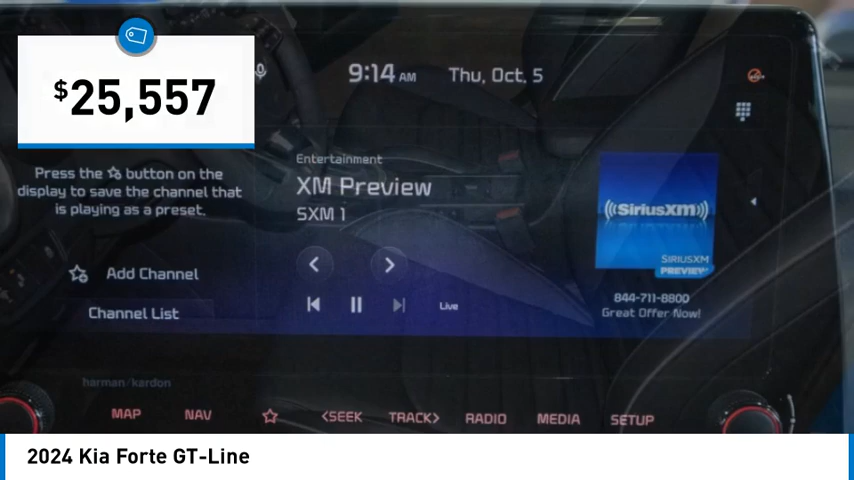 $25,557
9:14 AM Thu, Oct, 5
Press the button on the
display to save the channel that
is playing as a preset.
Entertainment
XM Preview
SXM 1
((SiriusXM))
SIRIUSXM
PREVIEW
Add Channel
Channel List
Live
844-711-8800
Great Offer Now!
harman/kardon
MAP NAV <SEEK TRACK> RADIO MEDIA SETUP
2024 Kia Forte GT-Line